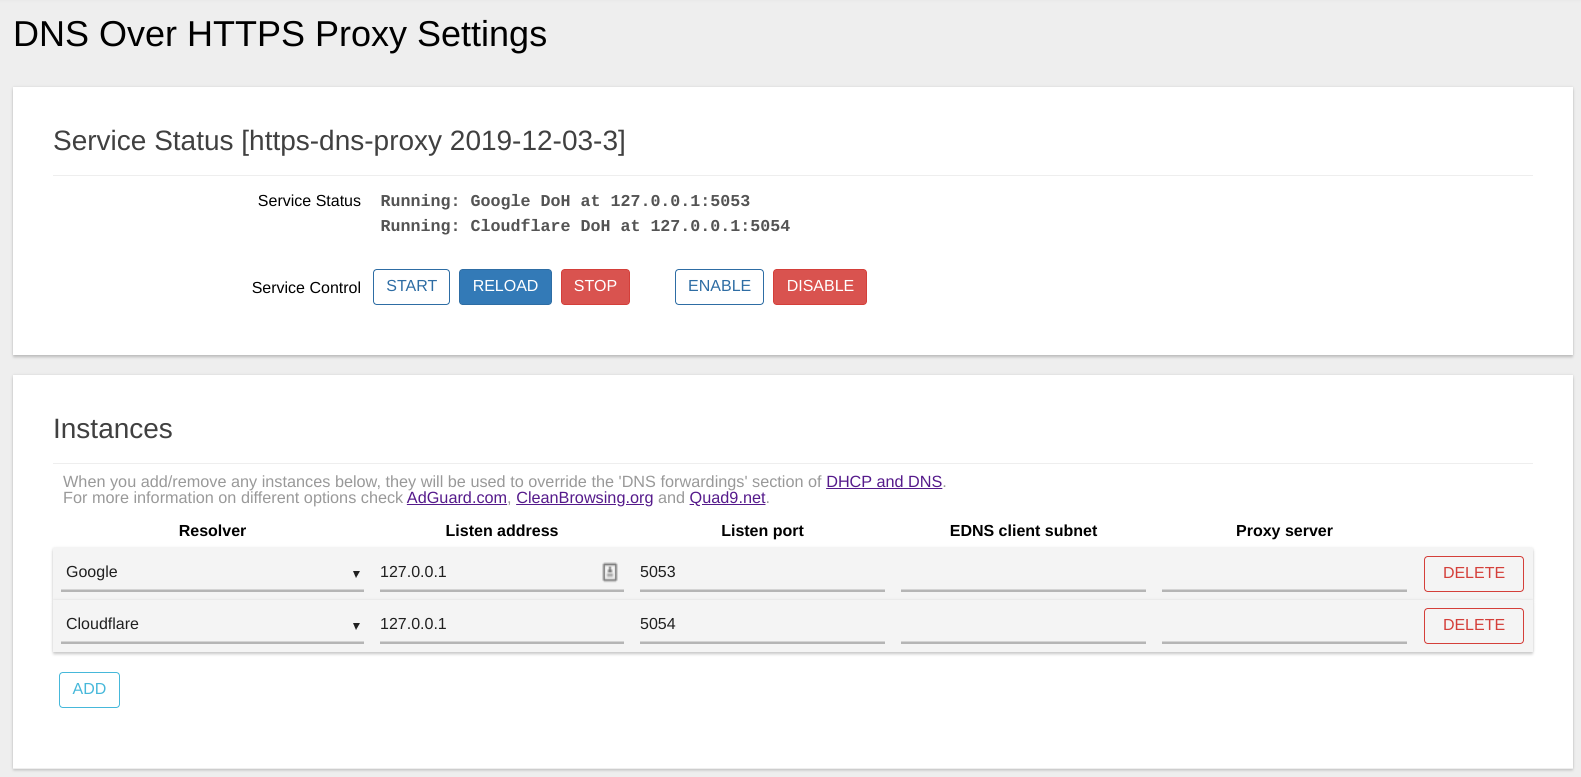 DNS Over HTTPS Proxy Settings
Service Status [https-dns-proxy 2019-12-03-3]
Service Status Running: Google DoH at 127.0.0.1:5053
Running: Cloudflare DoH at 127.0.0.1:5054
Service Control START RELOAD STOP ENABLE DISABLE
Instances
When you add/remove any instances below, they will be used to override the 'DNS forwardings' section of DHCP and DNS.
For more information on different options check AdGuard.com, CleanBrowsing.org and Quad9.net.
Resolver Listen address Listen port EDNS client subnet Proxy server
Google 127.0.0.1 5053 DELETE
Cloudflare 127.0.0.1 5054 DELETE
ADD